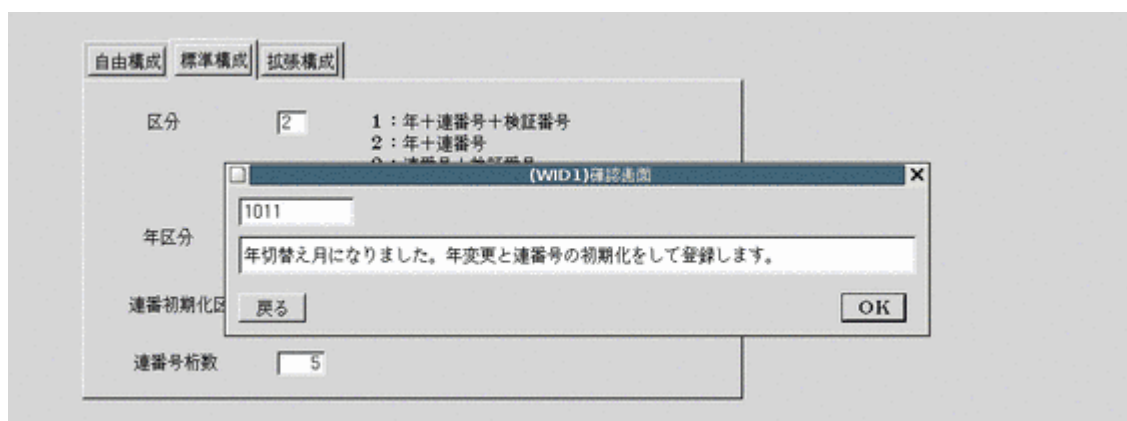 自由構成 標準構成 拡張構成
区分 2 1：年＋連番号＋検証番号
2：年＋連番号
(WID1)確認画面
1011
年区分
年切替え月になりました。年変更と連番号の初期化をして登録します。
連番初期化区
戻る OK
連番号桁数 5